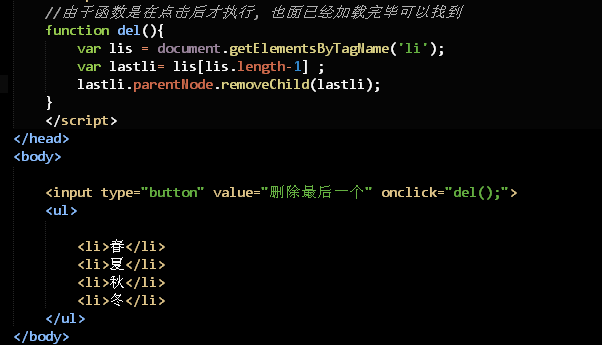 //由于函数是在点击后才执行, 也面已经加载完毕可以找到
function del(){
var lis = document.getElementsByTagName('li');
var lastli= lis[lis.length-1] ;
lastli.parentNode.removeChild(lastli);
}
</script>
</head>
<body>
<input type="button" value="删除最后一个" onclick="del();">
<ul>
<li>春</li>
<li>夏</li>
<li>秋</li>
<li>冬</li>
</ul>
</body>